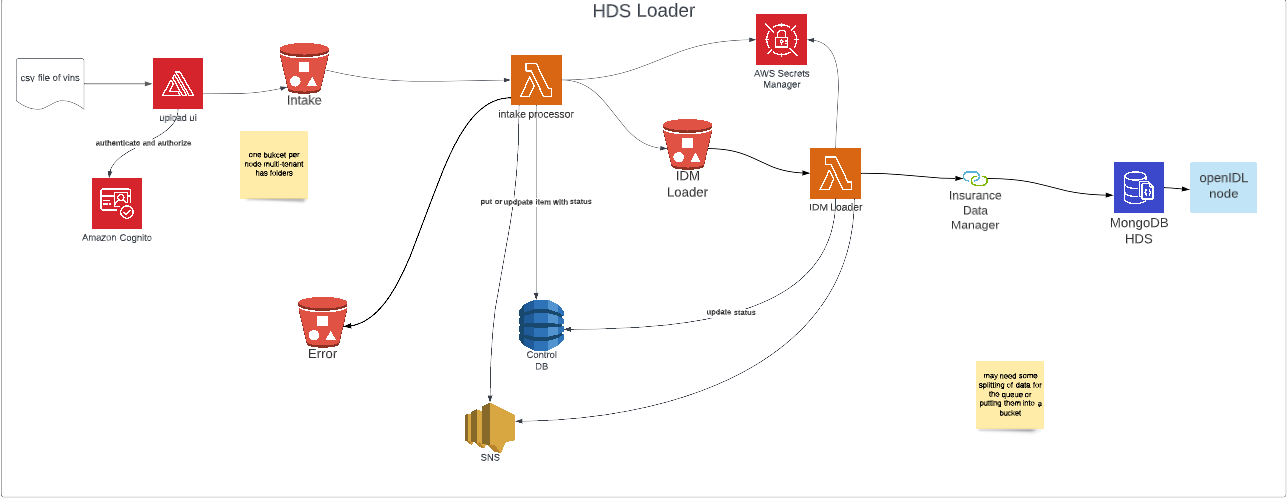 HDS Loader
csv file of vins
upload ui
authenticate and authorize
Amazon Cognito
Intake
one bukcet per
node multi-tenant
has folders
intake processor
AWS Secrets
Manager
IDM
Loader
IDM Loader
Insurance
Data
Manager
MongoDB
HDS
openIDL
node
put or updpate item with status
Error
Control
DB
update status
SNS
may need some
splitting of data for
the queue or
putting them into a
bucket